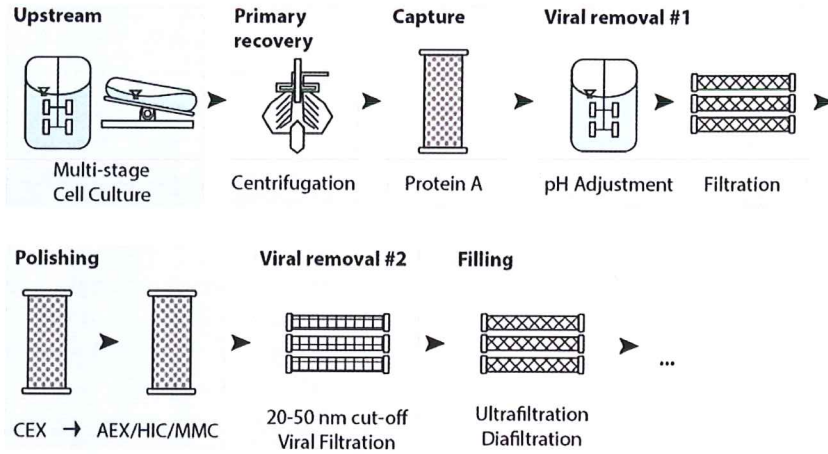 Upstream
Primary
recovery
Capture
Viral removal #1
Multi-stage
Cell Culture
Centrifugation
Protein A
pH Adjustment
Filtration
Polishing
Viral removal #2
Filling
CEX → AEX/HIC/MMC
20-50 nm cut-off
Viral Filtration
Ultrafiltration
Diafiltration
...